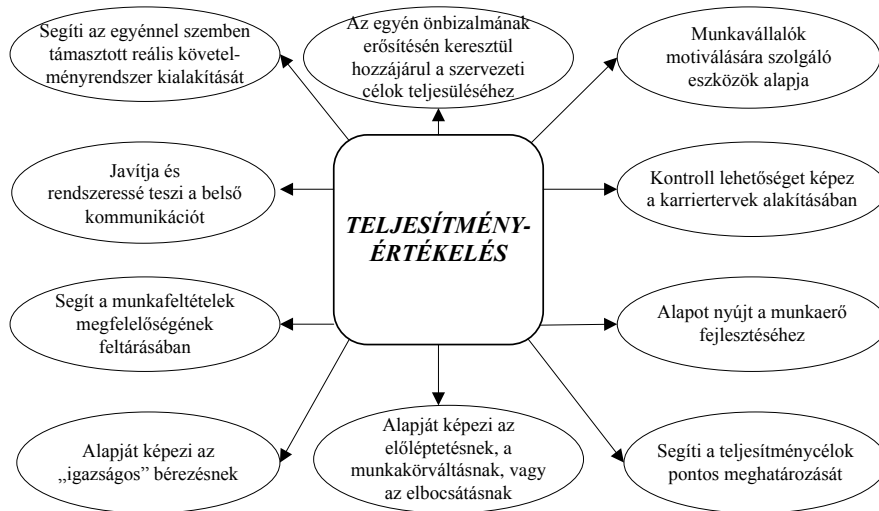 Segíti az egyénnel szemben
támasztott reális követel-
ményrendszer kialakítását
Az egyén önbizalmának
erősítésén keresztül
hozzájárul a szervezeti
célok teljesüléséhez
Munkavállalók
motiválására szolgáló
eszközök alapja
Javítja és
rendszeressé teszi a belső
kommunikációt
TELJESÍTMÉNY-
ÉRTÉKELÉS
Kontroll lehetőséget képez
a karriertervek alakításában
Segít a munkafeltételek
megfelelőségének
feltárásában
Alapot nyújt a munkaerő
fejlesztéséhez
Alapját képezi az
„igazságos” bérezésnek
Alapját képezi az
előléptetésnek, a
munkakörváltásnak, vagy
az elbocsátásnak
Segíti a teljesítménycélok
pontos meghatározását